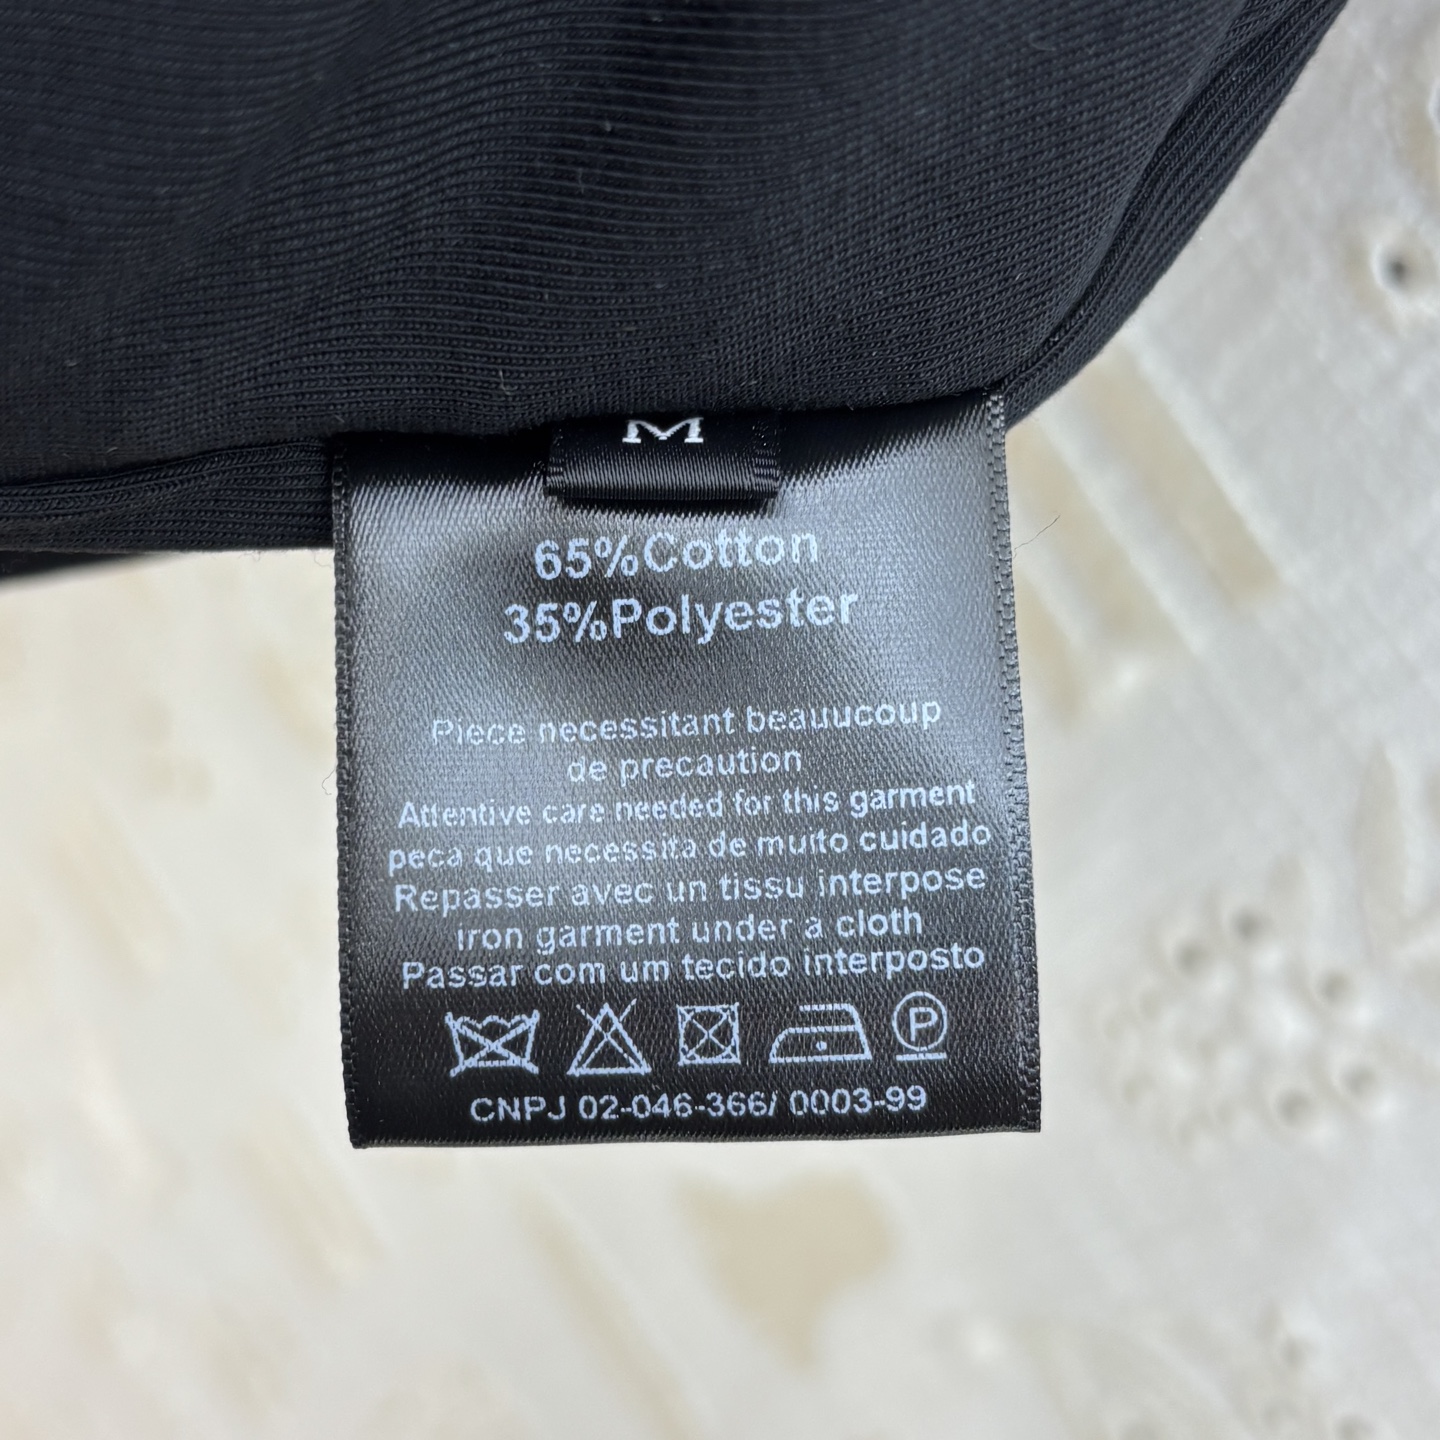 M
65%Cotton
35%Polyester
Piece necessitant beauucoup
de precaution
Attentive care needed for this garment
peca que necessita de muito cuidado
Repasser avec un tissu interpose
iron garment under a cloth
Passar com um tecido interposto
P
CNPJ 02-046-366/ 0003-99